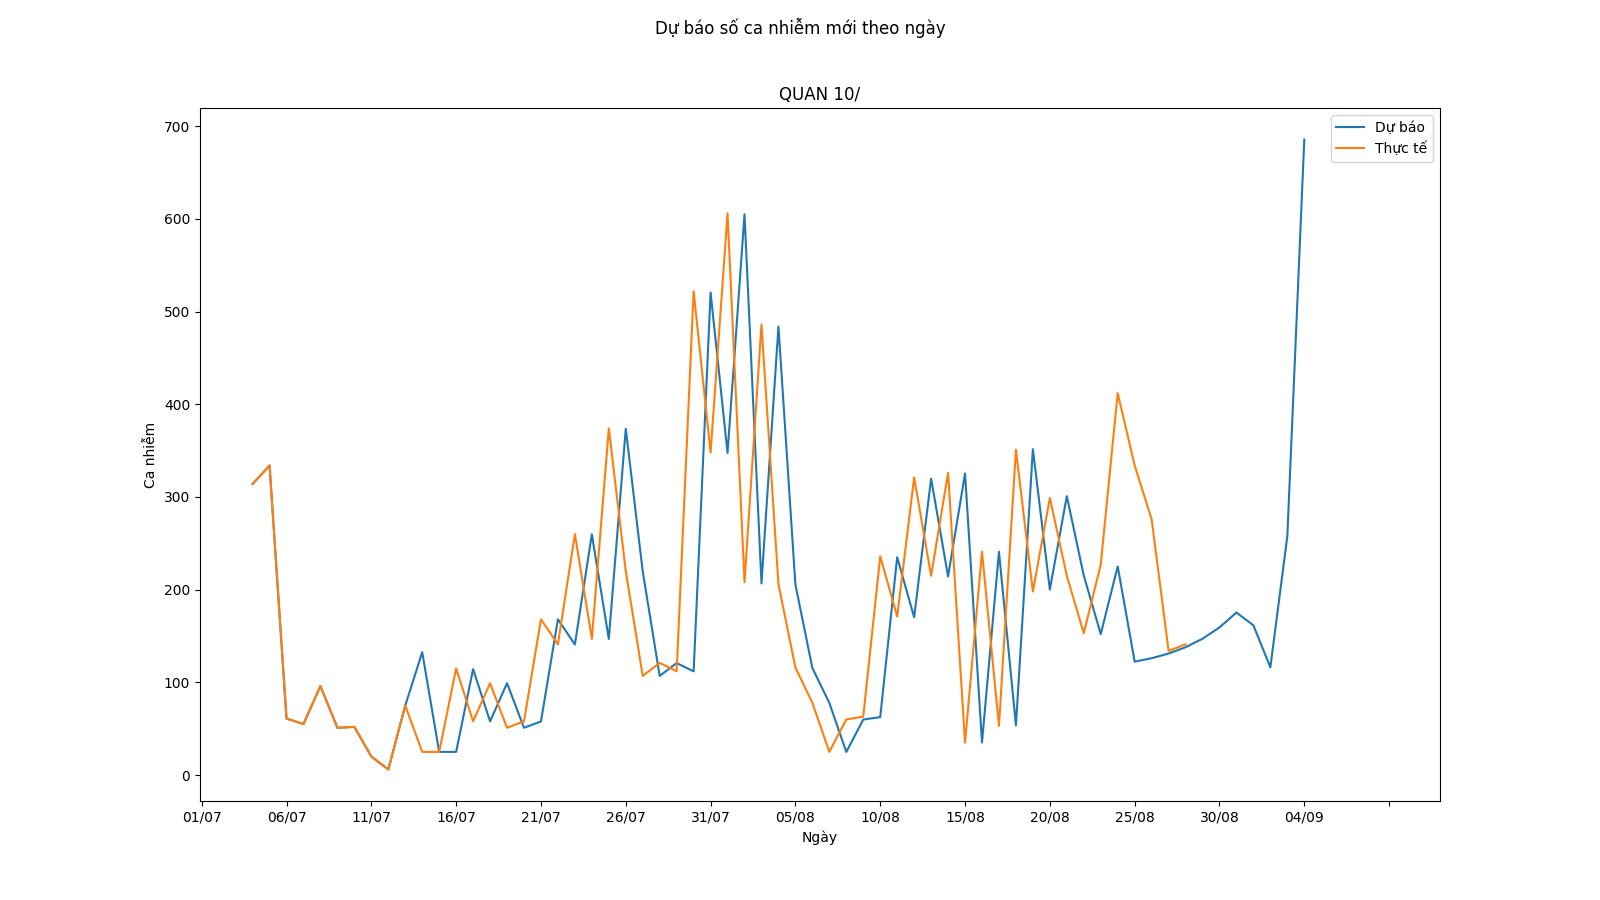 Dự báo số ca nhiễm mới theo ngày
QUAN 10/
Dự báo
Thực tế
700
600
500
400
300
200
100
0
Ca nhiễm
01/07 06/07 11/07 16/07 21/07 26/07 31/07 05/08 10/08 15/08 20/08 25/08 30/08 04/09
Ngày